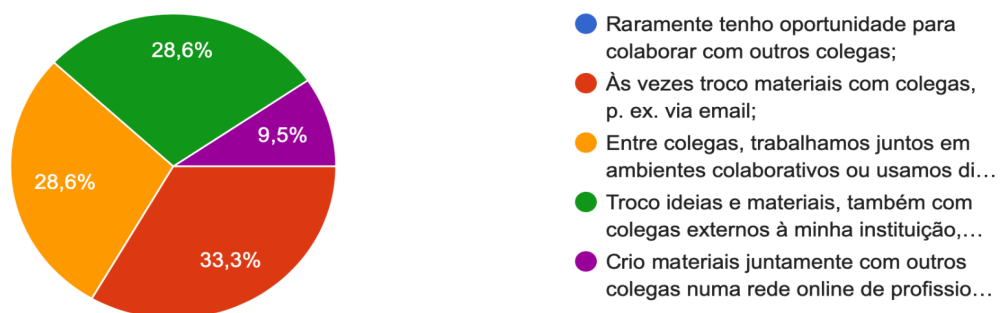 28,6%
9,5%
28,6%
33,3%
Raramente tenho oportunidade para
colaborar com outros colegas;
Às vezes troco materiais com colegas,
p. ex. via email;
Entre colegas, trabalhamos juntos em
ambientes colaborativos ou usamos di…
Troco ideias e materiais, também com
colegas externos à minha instituição,…
Crio materiais juntamente com outros
colegas numa rede online de profissio…